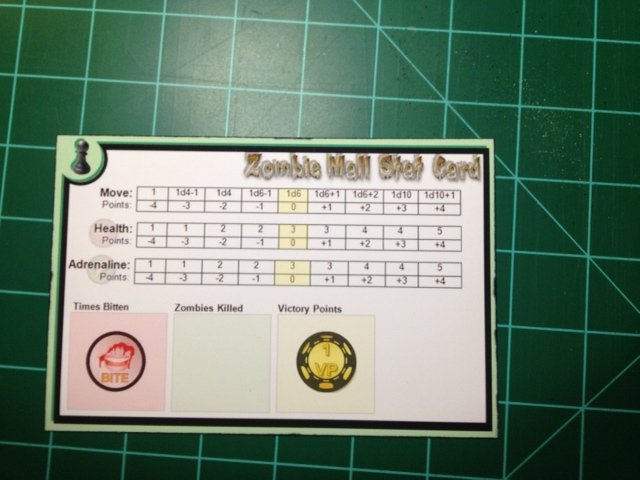 Zombie Mall Stat Card
Move: 1 1d4-1 1d4 1d6-1 1d6 1d6+1 1d6+2 1d10 1d10+1
Points: -4 -3 -2 -1 0 +1 +2 +3 +4
Health: 1 1 2 2 3 3 4 4 5
Points: -4 -3 -2 -1 0 +1 +2 +3 +4
Adrenaline: 1 1 2 2 3 3 4 4 5
Points: -4 -3 -2 -1 0 +1 +2 +3 +4
Times Bitten Zombies Killed Victory Points
BITE
1
VP